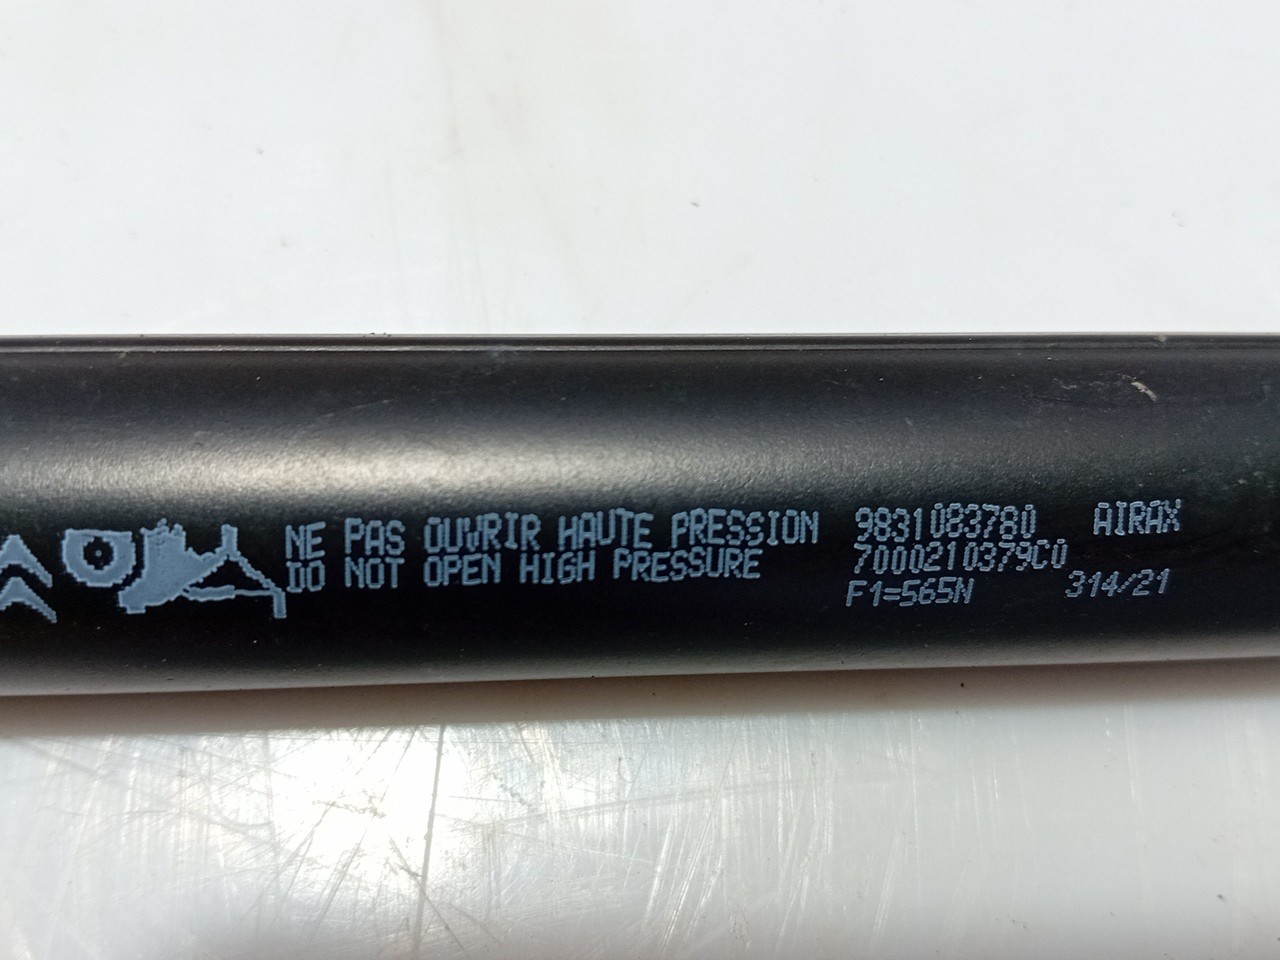 NE PAS OUVRIR HAUTE PRESSION
DO NOT OPEN HIGH PRESSURE
9831083780 AIRAX
7000210379C0
F1=565N 314/21